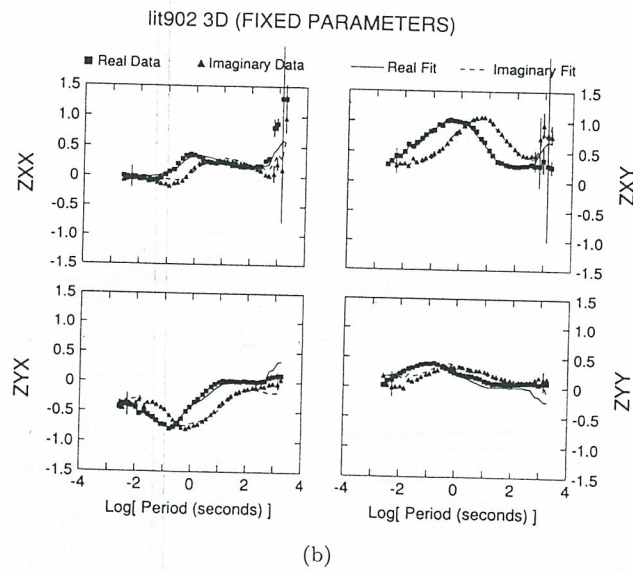 lit902 3D (FIXED PARAMETERS)
Real Data
Imaginary Data
Real Fit
Imaginary Fit
1.5
1.0
0.5
0
-0.5
-1.0
-1.5
ZXX
1.5
1.0
0.5
0
-0.5
-1.0
-1.5
ZXY
1.5
1.0
0.5
0
-0.5
-1.0
-1.5
ZYX
1.5
1.0
0.5
0
-0.5
-1.0
-1.5
ZYY
-4 -2 0 2 4
Log[ Period (seconds) ]
-4 -2 0 2 4
Log[ Period (seconds) ]
(b)